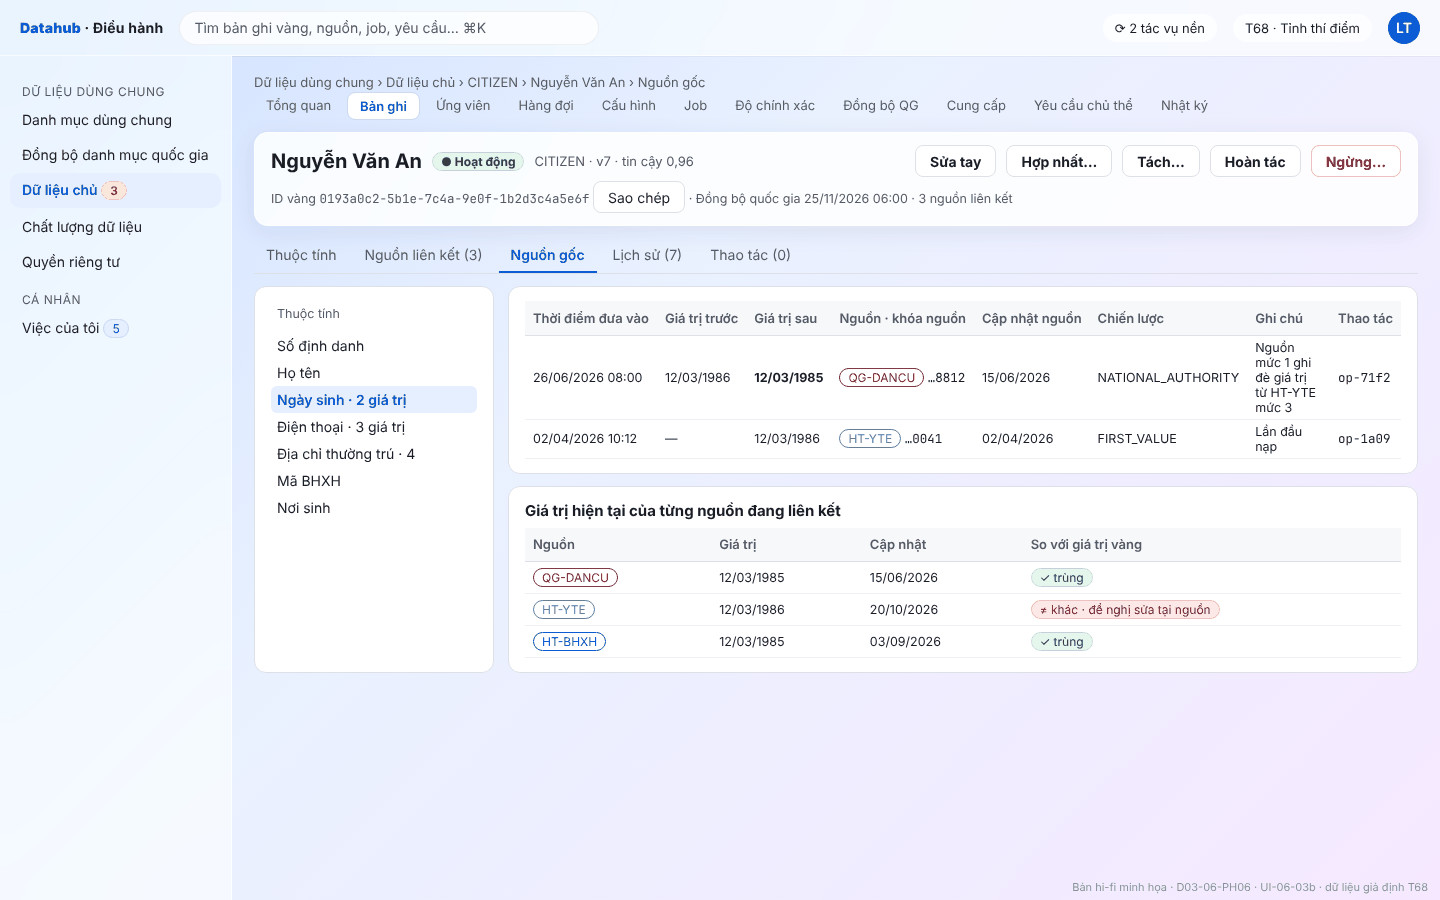 Datahub · Điều hành
Tìm bản ghi vàng, nguồn, job, yêu cầu... ⌘K
⟳ 2 tác vụ nền
T68 · Tỉnh thí điểm
LT
DỮ LIỆU DÙNG CHUNG
Danh mục dùng chung
Đồng bộ danh mục quốc gia
Dữ liệu chủ 3
Chất lượng dữ liệu
Quyền riêng tư
CÁ NHÂN
Việc của tôi 5
Dữ liệu dùng chung › Dữ liệu chủ › CITIZEN › Nguyễn Văn An › Nguồn gốc
Tổng quan Bản ghi Ứng viên Hàng đợi Cấu hình Job Độ chính xác Đồng bộ QG Cung cấp Yêu cầu chủ thể Nhật ký
Nguyễn Văn An ● Hoạt động CITIZEN · v7 · tin cậy 0,96
Sửa tay Hợp nhất... Tách... Hoàn tác Ngừng...
ID vàng 0193a0c2-5b1e-7c4a-9e0f-1b2d3c4a5e6f Sao chép · Đồng bộ quốc gia 25/11/2026 06:00 · 3 nguồn liên kết
Thuộc tính Nguồn liên kết (3) Nguồn gốc Lịch sử (7) Thao tác (0)
Thuộc tính
Số định danh
Họ tên
Ngày sinh · 2 giá trị
Điện thoại · 3 giá trị
Địa chỉ thường trú · 4
Mã BHXH
Nơi sinh
Thời điểm đưa vào Giá trị trước Giá trị sau Nguồn · khóa nguồn Cập nhật nguồn Chiến lược Ghi chú Thao tác
26/06/2026 08:00 12/03/1986 12/03/1985 QG-DANCU …8812 15/06/2026 NATIONAL_AUTHORITY Nguồn mức 1 ghi đè giá trị từ HT-YTE mức 3 op-71f2
02/04/2026 10:12 — 12/03/1986 HT-YTE …0041 02/04/2026 FIRST_VALUE Lần đầu nạp op-1a09
Giá trị hiện tại của từng nguồn đang liên kết
Nguồn Giá trị Cập nhật So với giá trị vàng
QG-DANCU 12/03/1985 15/06/2026 ✓ trùng
HT-YTE 12/03/1986 20/10/2026 ≠ khác · đề nghị sửa tại nguồn
HT-BHXH 12/03/1985 03/09/2026 ✓ trùng
Bản hi-fi minh họa · D03-06-PH06 · UI-06-03b · dữ liệu giả định T68